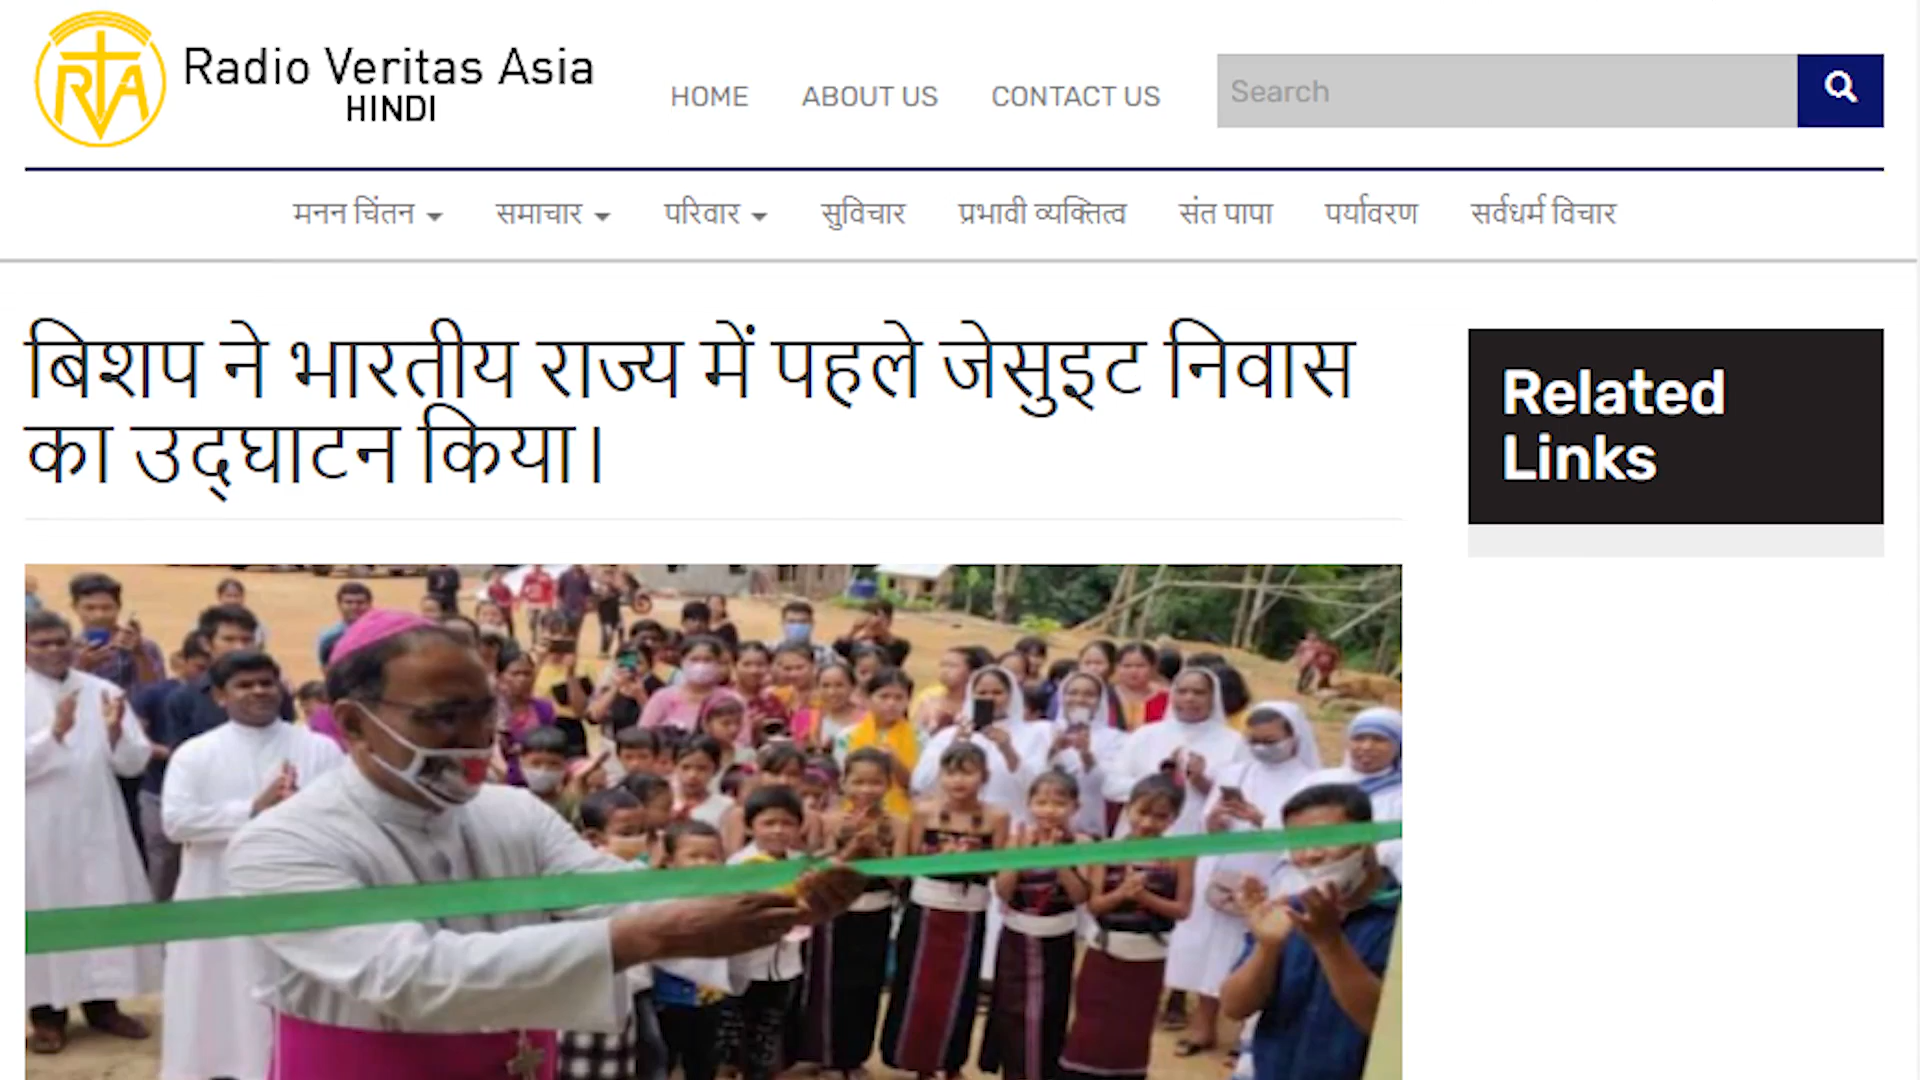 RVA
Radio Veritas Asia
HINDI
HOME ABOUT US CONTACT US Search
मनन चिंतन समाचार परिवार सुविचार प्रभावी व्यक्तित्व संत पापा पर्यावरण सर्वधर्म विचार
बिशप ने भारतीय राज्य में पहले जेसुइट निवास
का उद्घाटन किया।
Related
Links